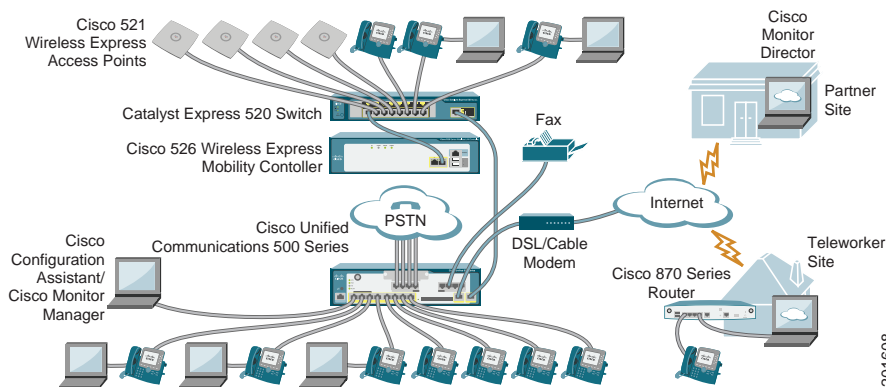 Cisco 521
Wireless Express
Access Points
Catalyst Express 520 Switch
Cisco 526 Wireless Express
Mobility Contoller
Fax
Cisco
Monitor
Director
Partner
Site
PSTN
Cisco Unified
Communications 500 Series
DSL/Cable
Modem
Internet
Cisco
Configuration
Assistant/
Cisco Monitor
Manager
Cisco 870 Series
Router
Teleworker
Site